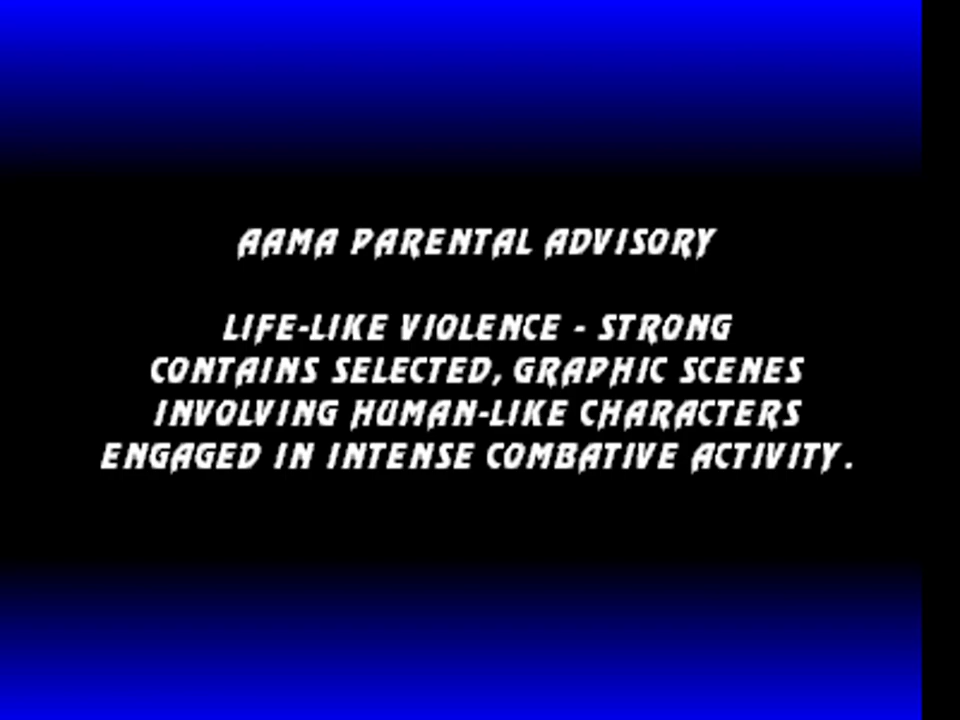 AAMA PARENTAL ADVISORY
LIFE-LIKE VIOLENCE - STRONG
CONTAINS SELECTED, GRAPHIC SCENES
INVOLVING HUMAN-LIKE CHARACTERS
ENGAGED IN INTENSE COMBATIVE ACTIVITY.